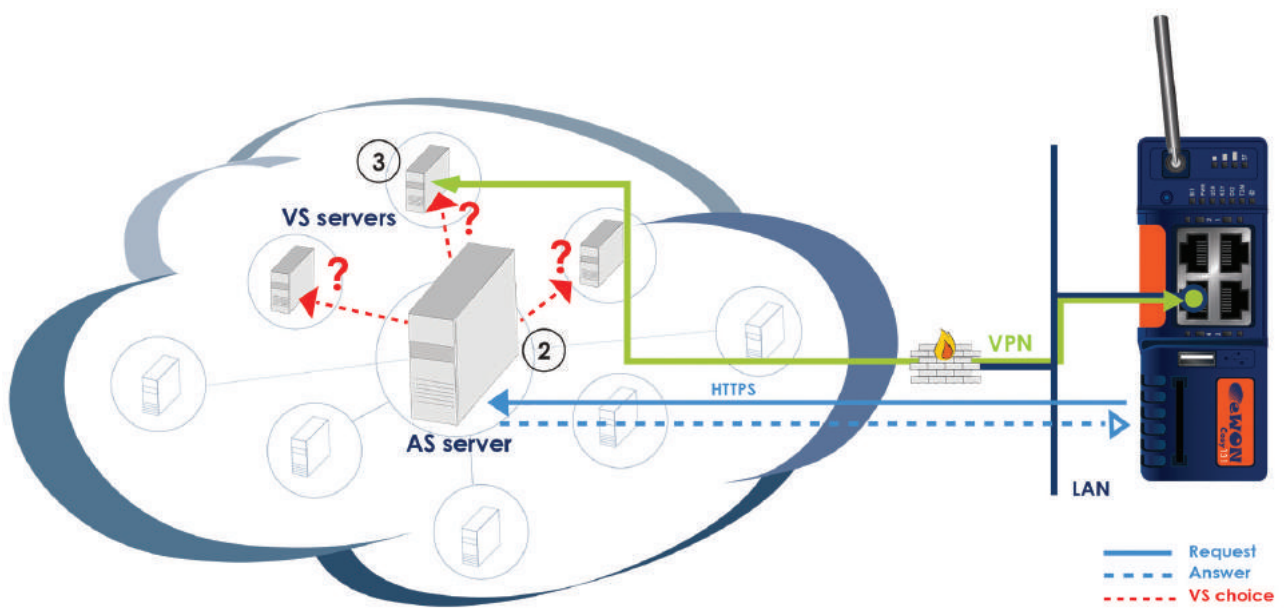 3
VS servers
?
?
?
2
VPN
HTTPS
AS server
LAN
eWON
Cosy 131
Request
Answer
VS choice